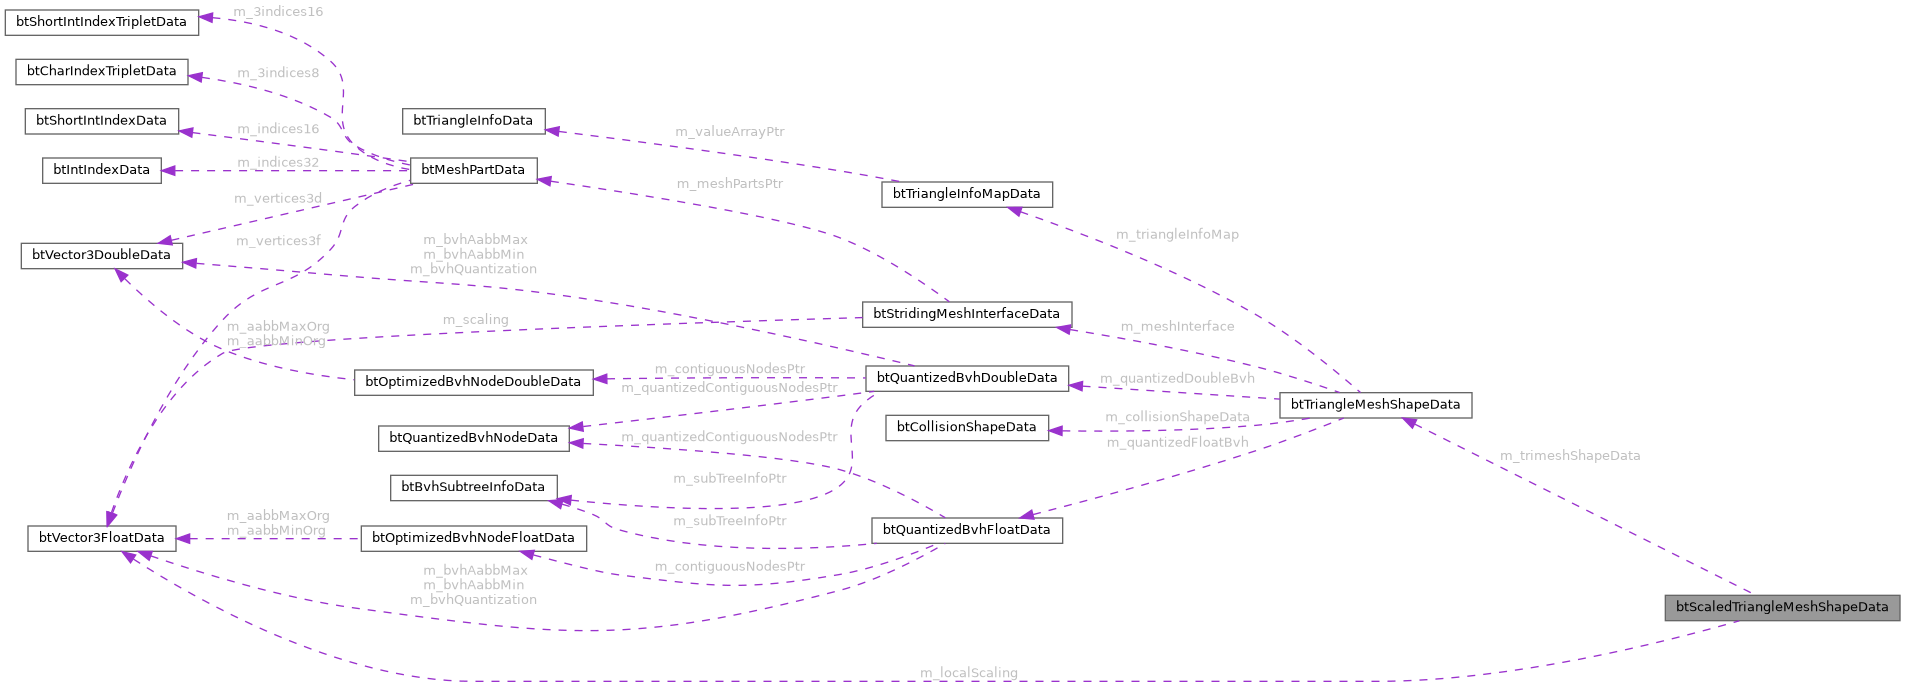 btShortIntIndexTripletData
m_3indices16
btCharIndexTripletData
m_3indices8
btShortIntIndexData
m_indices16
btTriangleInfoData
m_valueArrayPtr
btIntIndexData
m_indices32
btMeshPartData
m_meshPartsPtr
btTriangleInfoMapData
m_vertices3d
m_triangleInfoMap
m_vertices3f
btVector3DoubleData
m_bvhAabbMax
m_bvhAabbMin
m_bvhQuantization
m_scaling
btStridingMeshInterfaceData
m_meshInterface
m_aabbMaxOrg
m_aabbMinOrg
btOptimizedBvhNodeDoubleData
m_contiguousNodesPtr
m_quantizedContiguousNodesPtr
btQuantizedBvhDoubleData
m_quantizedDoubleBvh
btTriangleMeshShapeData
btQuantizedBvhNodeData
m_quantizedContiguousNodesPtr
btCollisionShapeData
m_collisionShapeData
m_quantizedFloatBvh
m_trimeshShapeData
btBvhSubtreeInfoData
m_subTreeInfoPtr
m_subTreeInfoPtr
btQuantizedBvhFloatData
btVector3FloatData
m_aabbMaxOrg
m_aabbMinOrg
btOptimizedBvhNodeFloatData
m_contiguousNodesPtr
m_bvhAabbMax
m_bvhAabbMin
m_bvhQuantization
btScaledTriangleMeshShapeData
m_localScaling